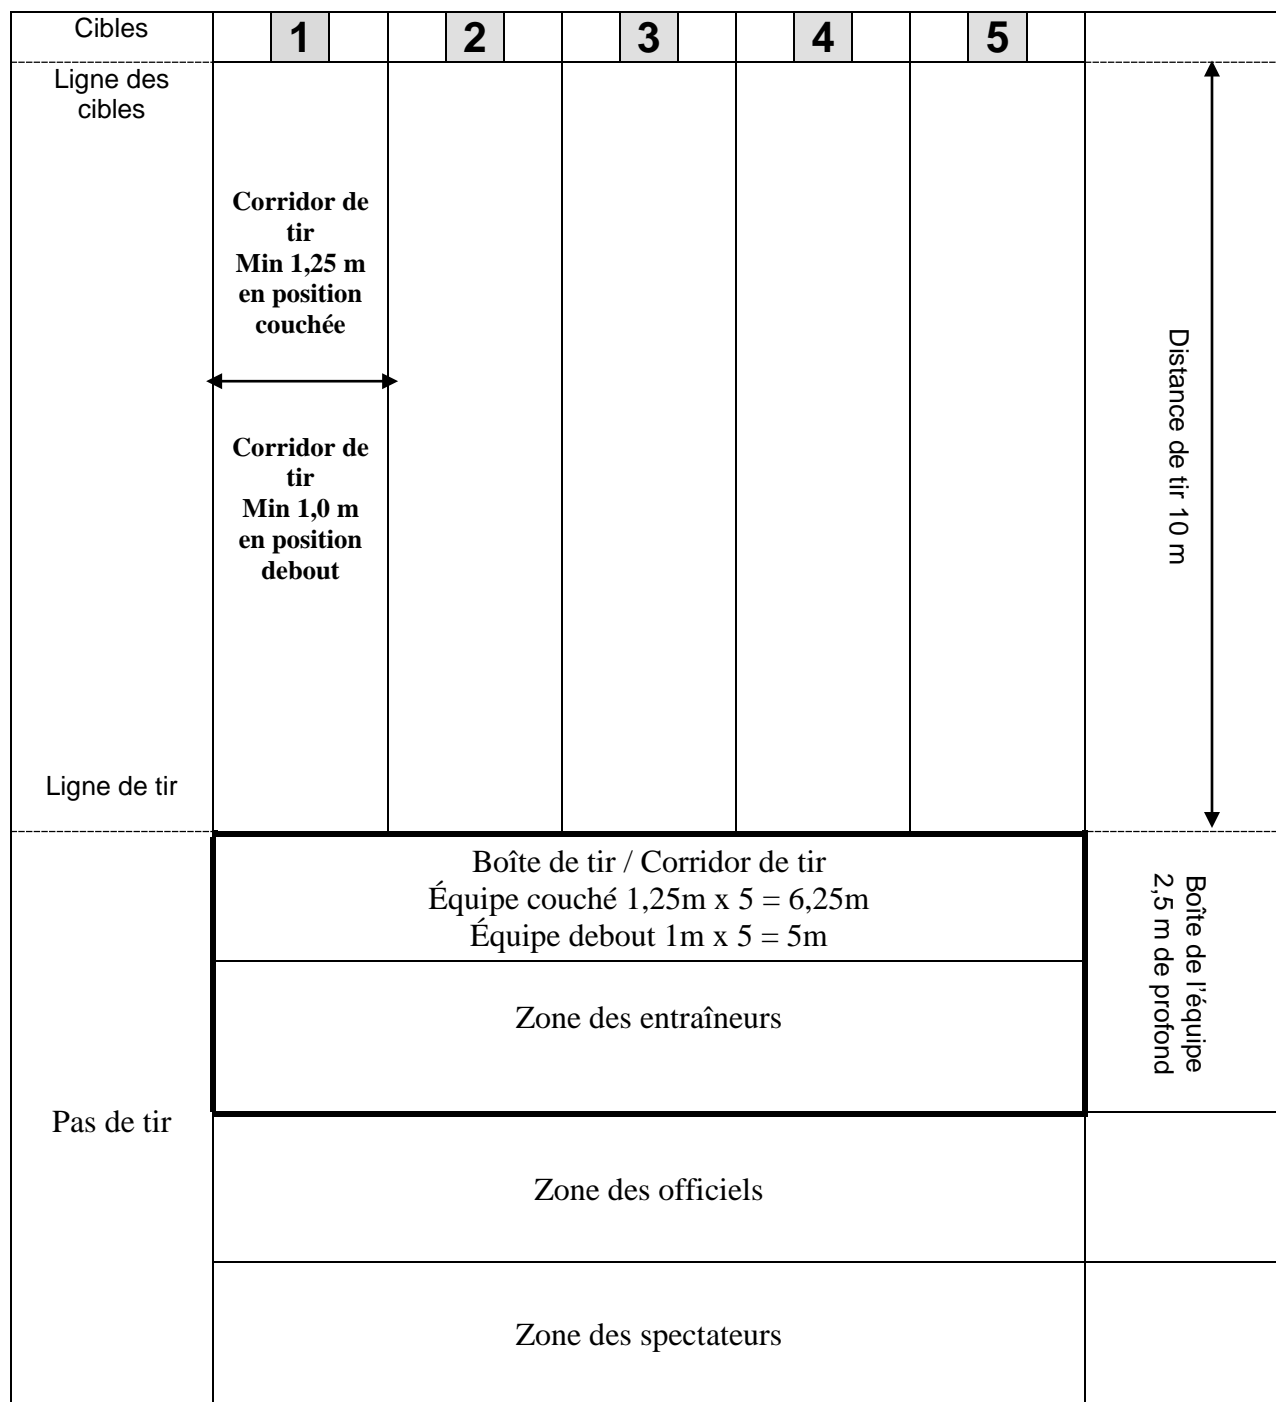 Cibles
1
2
3
4
5
Ligne des
cibles
Corridor de
tir
Min 1,25 m
en position
couchée
Corridor de
tir
Min 1,0 m
en position
debout
Distance de tir 10 m
Ligne de tir
Boîte de tir / Corridor de tir
Équipe couché 1,25m x 5 = 6,25m
Équipe debout 1m x 5 = 5m
Boîte de l'équipe
2,5 m de profond
Zone des entraîneurs
Pas de tir
Zone des officiels
Zone des spectateurs